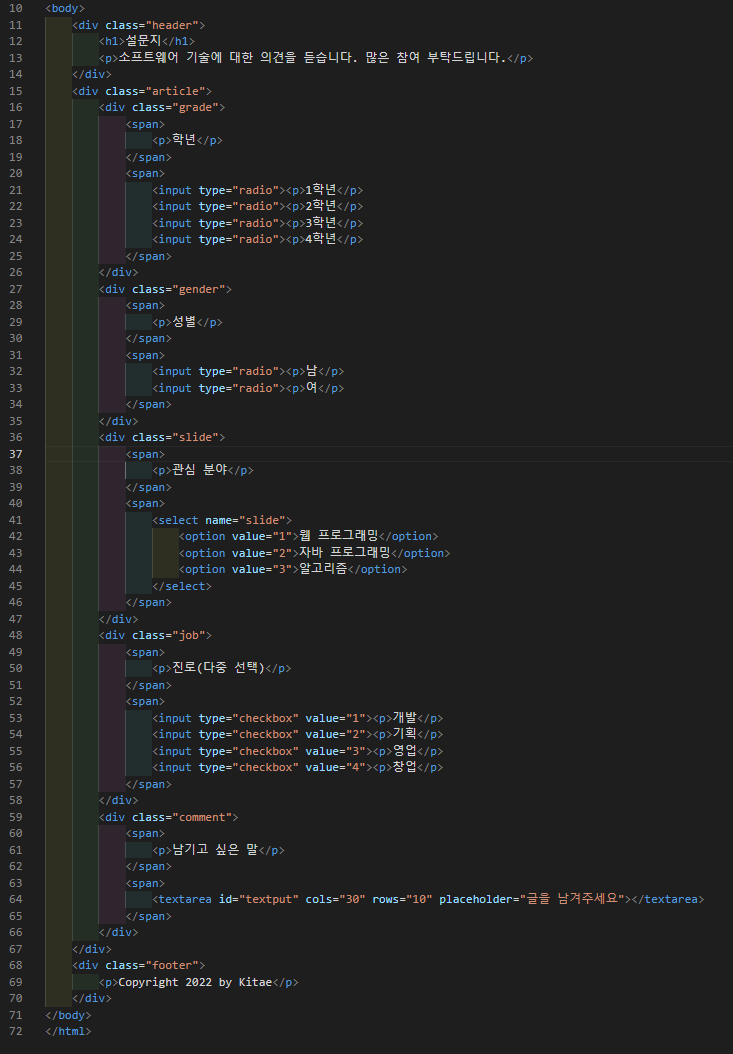 10 <body>
11     <div class="header">
12         <h1>설문지</h1>
13         <p>소프트웨어 기술에 대한 의견을 듣습니다. 많은 참여 부탁드립니다.</p>
14     </div>
15     <div class="article">
16         <div class="grade">
17             <span>
18                 <p>학년</p>
19             </span>
20             <span>
21                 <input type="radio"><p>1학년</p>
22                 <input type="radio"><p>2학년</p>
23                 <input type="radio"><p>3학년</p>
24                 <input type="radio"><p>4학년</p>
25             </span>
26         </div>
27         <div class="gender">
28             <span>
29                 <p>성별</p>
30             </span>
31             <span>
32                 <input type="radio"><p>남</p>
33                 <input type="radio"><p>여</p>
34             </span>
35         </div>
36         <div class="slide">
37             <span>
38                 <p>관심 분야</p>
39             </span>
40             <span>
41                 <select name="slide">
42                     <option value="1">웹 프로그래밍</option>
43                     <option value="2">자바 프로그래밍</option>
44                     <option value="3">알고리즘</option>
45                 </select>
46             </span>
47         </div>
48         <div class="job">
49             <span>
50                 <p>진로(다중 선택)</p>
51             </span>
52             <span>
53                 <input type="checkbox" value="1"><p>개발</p>
54                 <input type="checkbox" value="2"><p>기획</p>
55                 <input type="checkbox" value="3"><p>영업</p>
56                 <input type="checkbox" value="4"><p>창업</p>
57             </span>
58         </div>
59         <div class="comment">
60             <span>
61                 <p>남기고 싶은 말</p>
62             </span>
63             <span>
64                 <textarea id="textput" cols="30" rows="10" placeholder="글을 남겨주세요"></textarea>
65             </span>
66         </div>
67     </div>
68     <div class="footer">
69         <p>Copyright 2022 by Kitae</p>
70     </div>
71 </body>
72 </html>